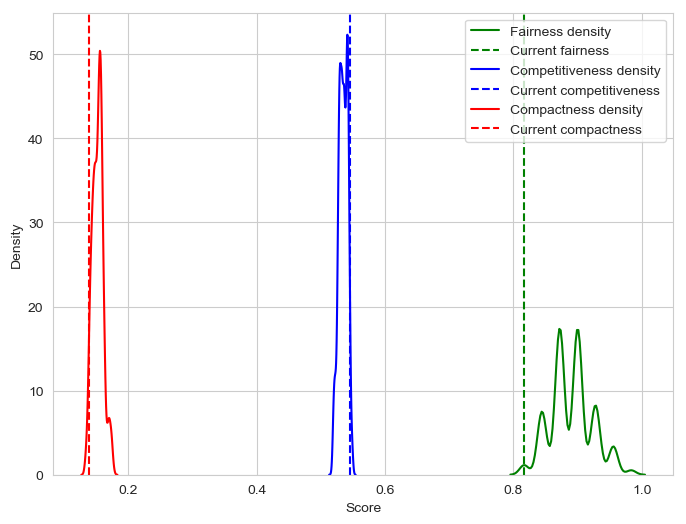 Fairness density
Current fairness
Competitiveness density
Current competitiveness
Compactness density
Current compactness
50
40
30
20
10
0
Density
0.2
0.4
0.6
0.8
1.0
Score